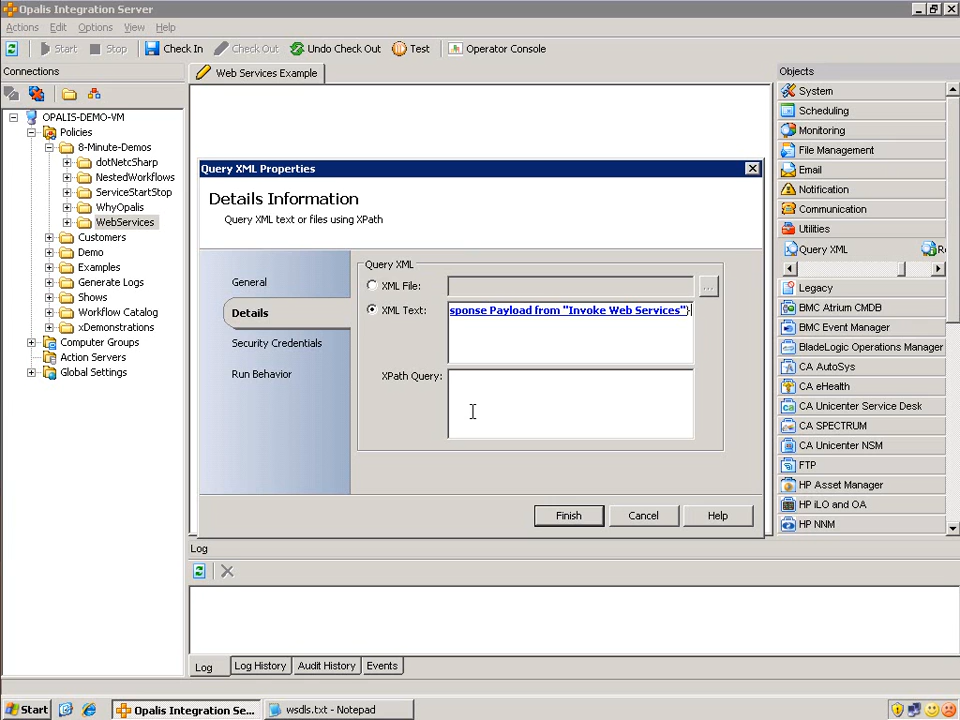 Opalis Integration Server
Actions Edit Options View Help
Start Stop Check In Check Out Undo Check Out Test Operator Console
Connections
OPALIS-DEMO-VM
Policies
8-Minute-Demos
dotNetcSharp
NestedWorkflows
ServiceStartStop
WhyOpalis
WebServices
Customers
Demo
Examples
Generate Logs
Shows
Workflow Catalog
xDemonstrations
Computer Groups
Action Servers
Global Settings
Web Services Example
Query XML Properties
Details Information
Query XML text or files using XPath
General
Details
Security Credentials
Run Behavior
Query XML
XML File:
...
XML Text:
sponse Payload from "Invoke Web Services"}
XPath Query:
Finish Cancel Help
Objects
System
Scheduling
Monitoring
File Management
Email
Notification
Communication
Utilities
Query XML
Legacy
BMC Atrium CMDB
BMC Event Manager
BladeLogic Operations Manager
CA AutoSys
CA eHealth
CA Unicenter Service Desk
CA SPECTRUM
CA Unicenter NSM
FTP
HP Asset Manager
HP iLO and OA
HP NNM
Log
Log Log History Audit History Events
Start Opalis Integration Se... wsdls.txt - Notepad